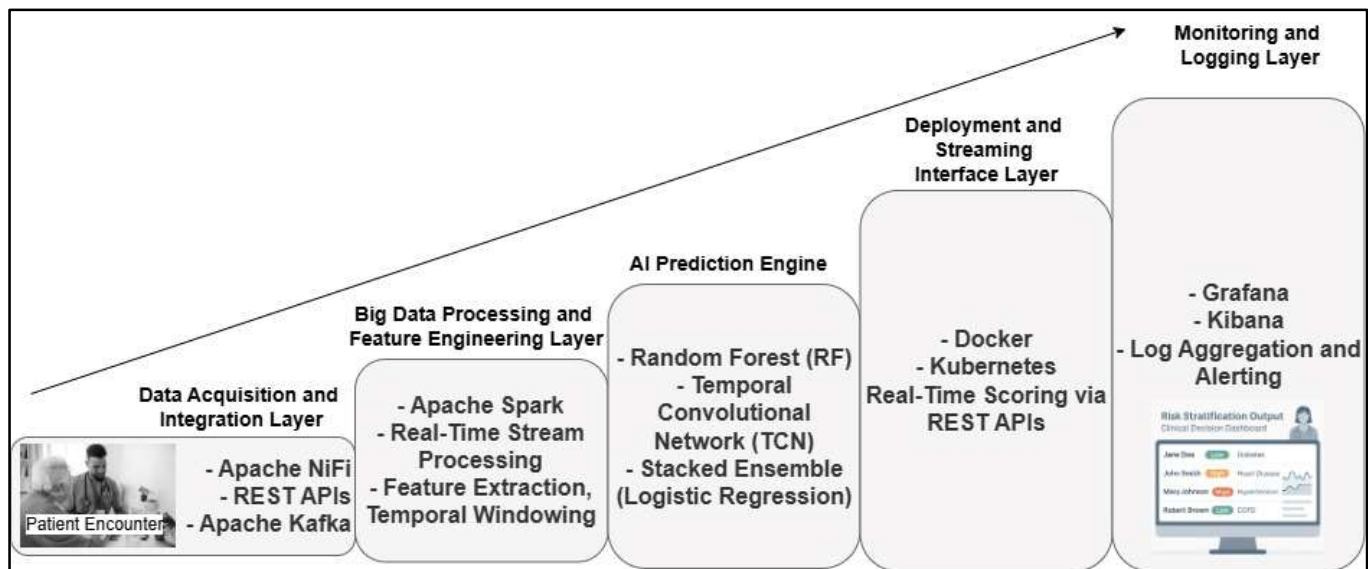 Data Acquisition and
Integration Layer
Patient Encounter
- Apache NiFi
- REST APIs
- Apache Kafka
Big Data Processing and
Feature Engineering Layer
- Apache Spark
- Real-Time Stream
Processing
- Feature Extraction,
Temporal Windowing
AI Prediction Engine
- Random Forest (RF)
- Temporal
Convolutional
Network (TCN)
- Stacked Ensemble
(Logistic Regression)
Deployment and
Streaming
Interface Layer
- Docker
- Kubernetes
Real-Time Scoring via
REST APIs
Monitoring and
Logging Layer
- Grafana
- Kibana
- Log Aggregation and
Alerting
Risk Stratification Output
Clinical Decision Dashboard
Jane Doe Low Diabetes
John Smith High Heart Disease
Mary Johnson High Hypertension
Robert Brown Low COPD